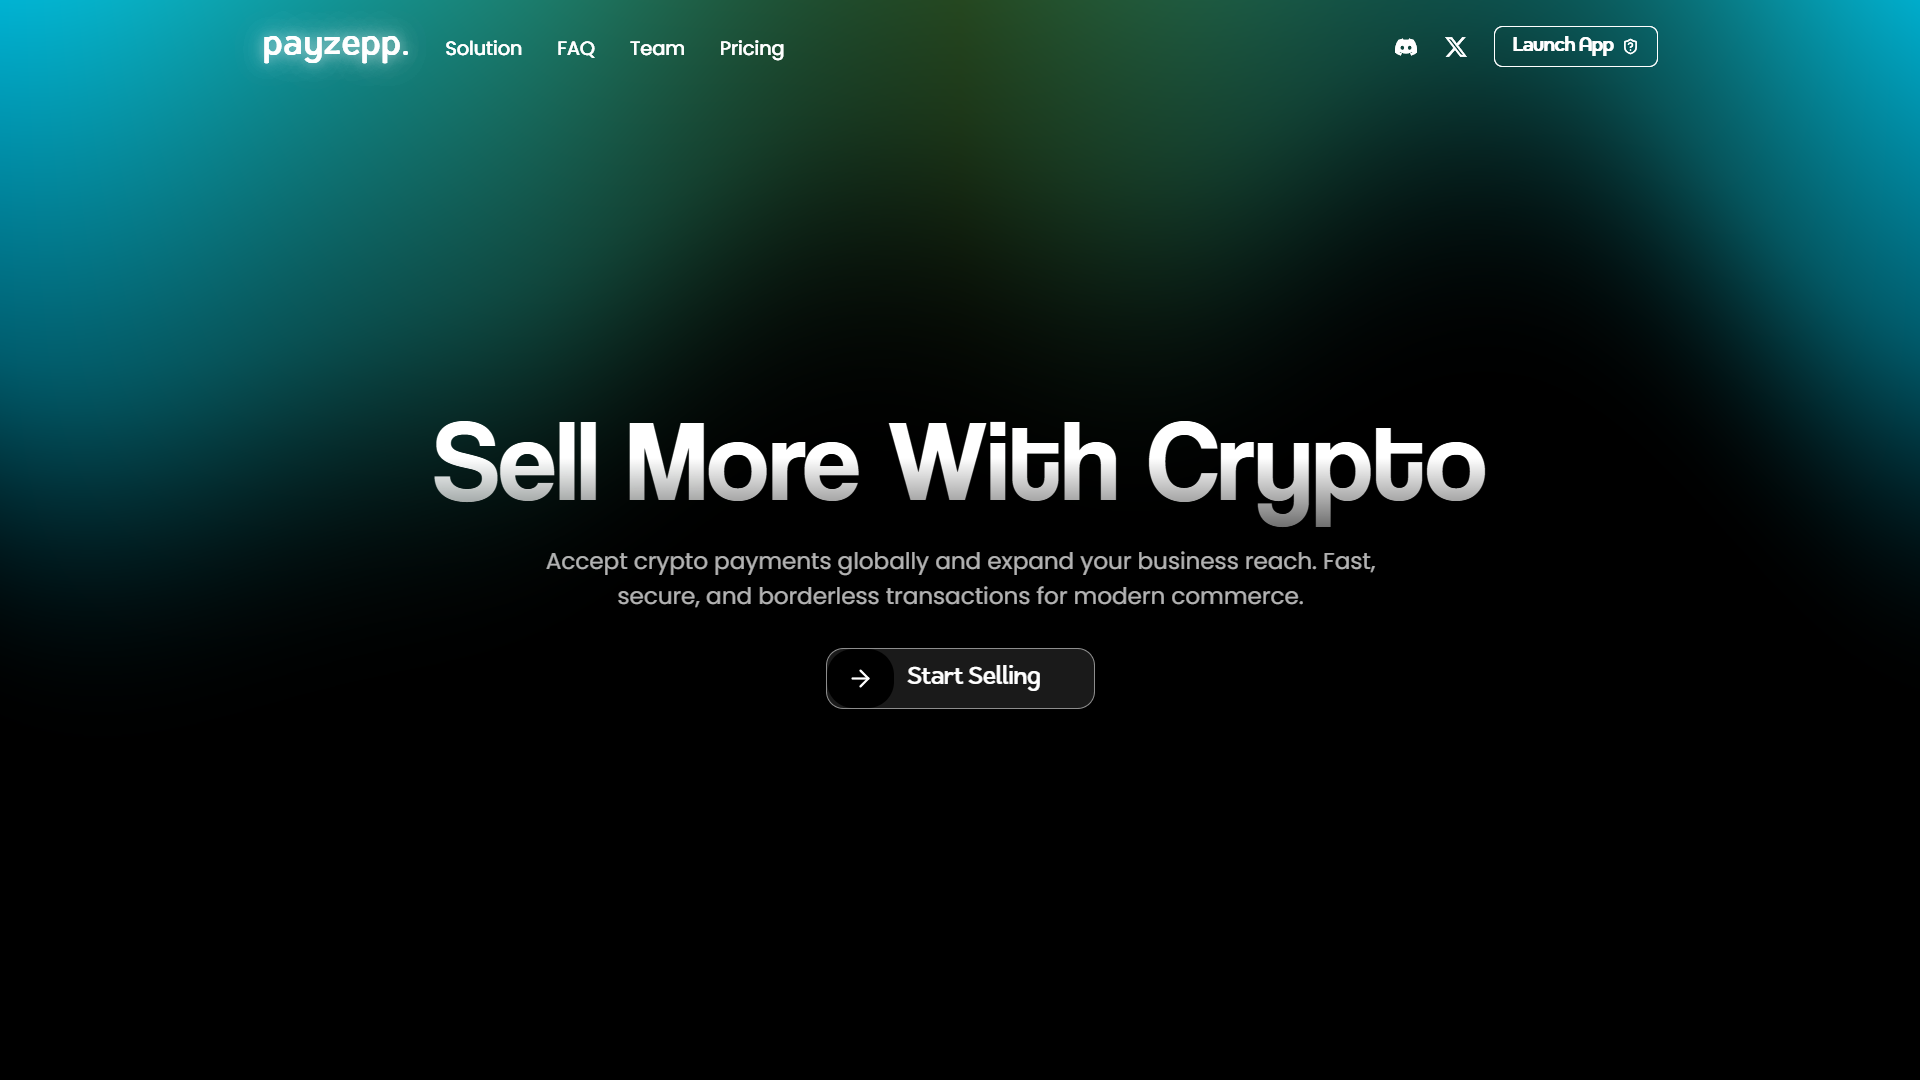 payzepp.
Solution
FAQ
Team
Pricing
Launch App
Sell More With Crypto
Accept crypto payments globally and expand your business reach. Fast,
secure, and borderless transactions for modern commerce.
Start Selling